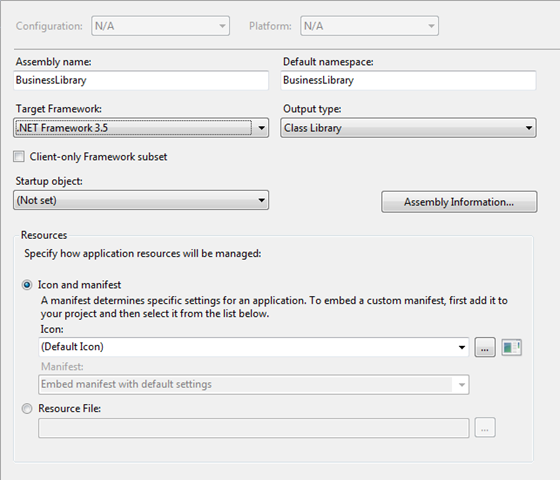 Configuration: N/A Platform: N/A
Assembly name: Default namespace:
BusinessLibrary BusinessLibrary
Target Framework: Output type:
.NET Framework 3.5 Class Library
Client-only Framework subset
Startup object:
(Not set) Assembly Information...
Resources
Specify how application resources will be managed:
Icon and manifest
A manifest determines specific settings for an application. To embed a custom manifest, first add it to
your project and then select it from the list below.
Icon:
(Default Icon) ...
Manifest:
Embed manifest with default settings
Resource File:
...